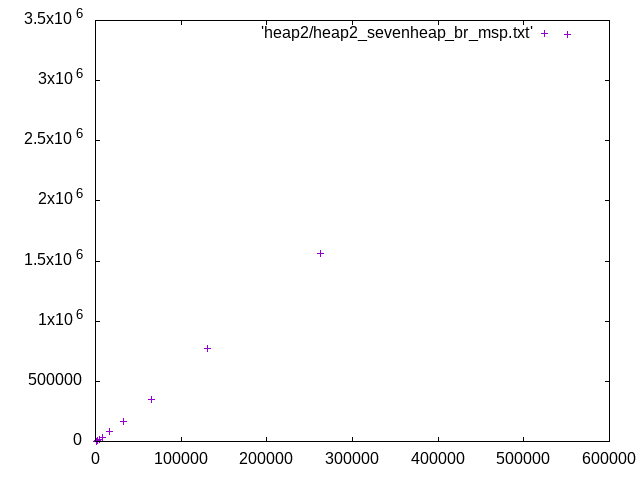 3.5x10 6
'heap2/heap2_sevenheap_br_msp.txt'
3x10 6
2.5x10 6
2x10 6
1.5x10 6
1x10 6
500000
0
0 100000 200000 300000 400000 500000 600000